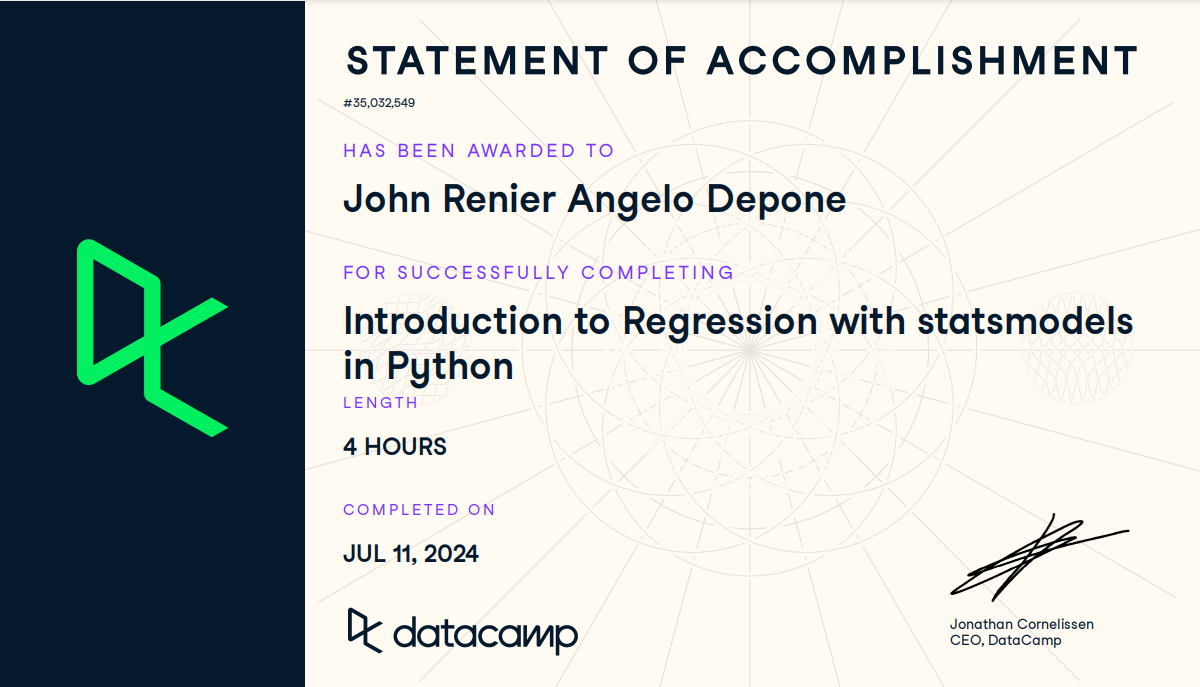 STATEMENT OF ACCOMPLISHMENT
#35,032,549
HAS BEEN AWARDED TO
John Renier Angelo Depone
FOR SUCCESSFULLY COMPLETING
Introduction to Regression with statsmodels
in Python
LENGTH
4 HOURS
COMPLETED ON
JUL 11, 2024
datacamp
Jonathan Cornelissen
CEO, DataCamp